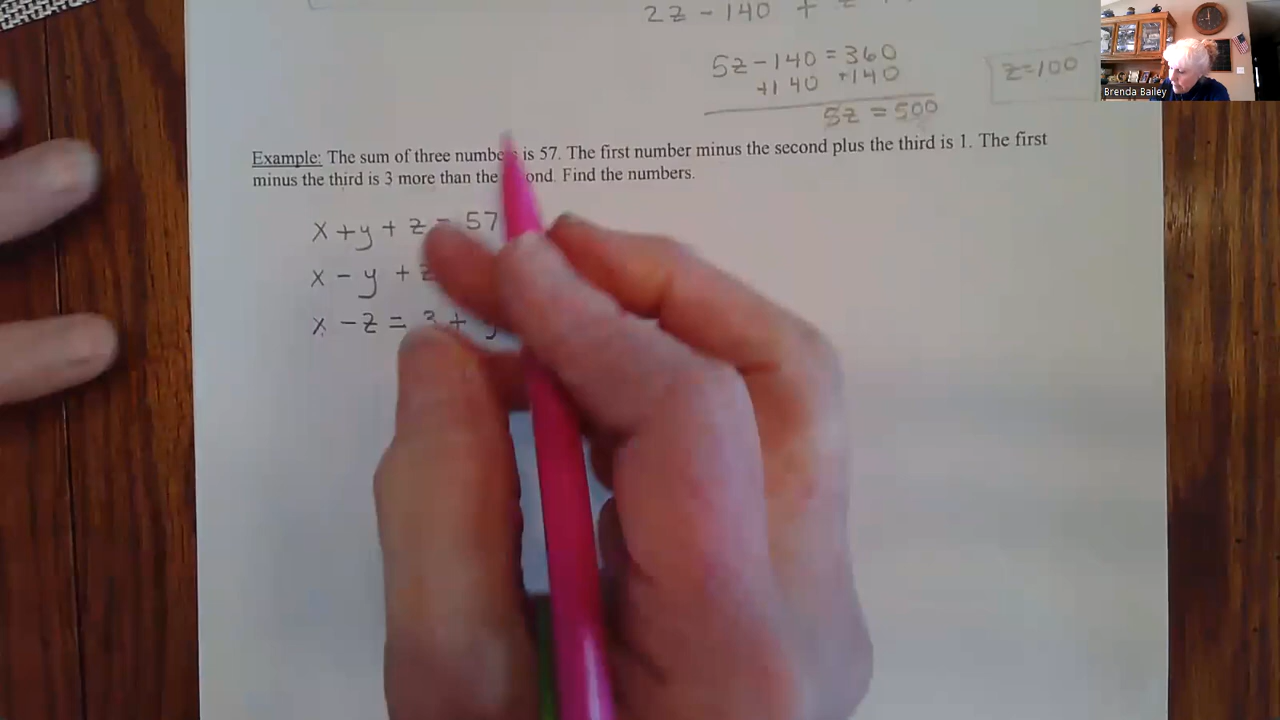 2z - 140 +
5z - 140 = 360
+140 +140
5z = 500
z=100
Brenda Bailey
Example: The sum of three numbers is 57. The first number minus the second plus the third is 1. The first
minus the third is 3 more than the Find the numbers.
x + y + z = 57
x - y +
x - z = 3 + y